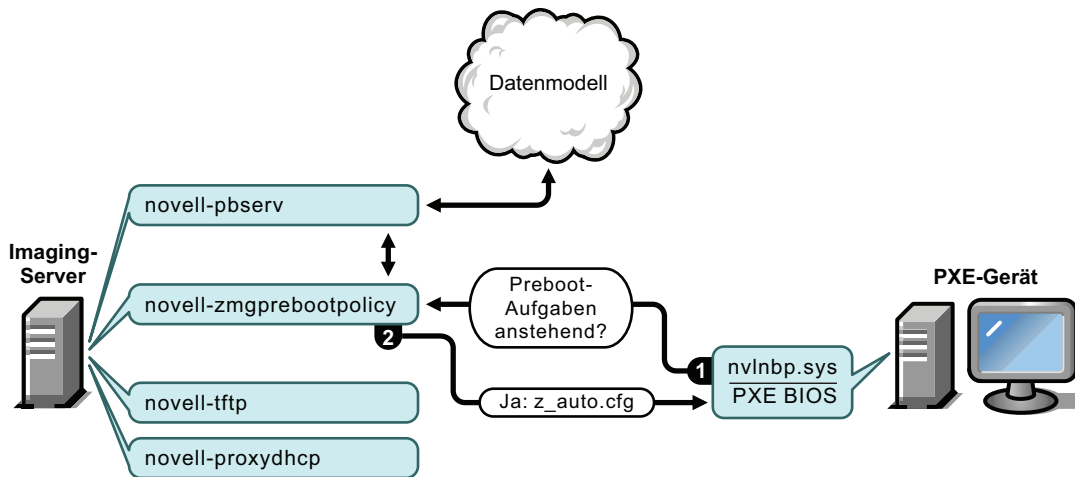 Datenmodell
novell-pbserv
Imaging-
Server
PXE-Gerät
novell-zmgprebootpolicy
Preboot-
Aufgaben
anstehend?
2
1
nvlnbp.sys
PXE BIOS
novell-tftp
Ja: z_auto.cfg
novell-proxydhcp